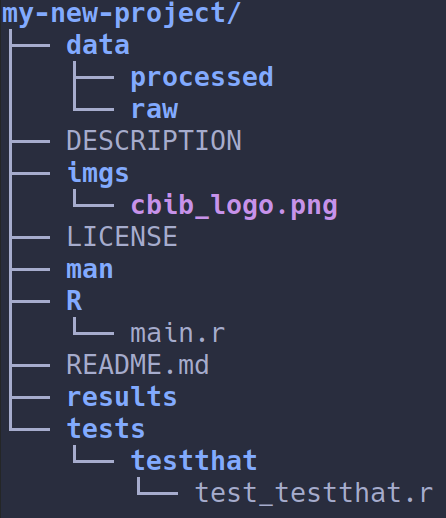 my-new-project/
data
processed
raw
DESCRIPTION
imgs
cbib_logo.png
LICENSE
man
R
main.r
README.md
results
tests
testthat
test_testthat.r